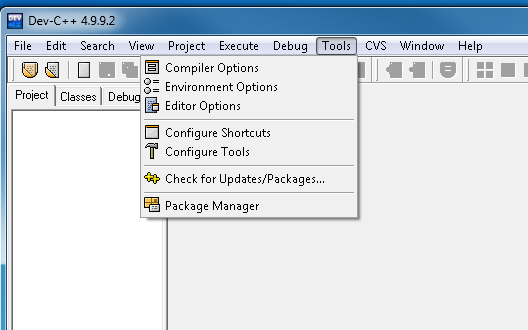 Dev-C++ 4.9.9.2
File Edit Search View Project Execute Debug Tools CVS Window Help
Project Classes Debug
Compiler Options
Environment Options
Editor Options
Configure Shortcuts
Configure Tools
Check for Updates/Packages...
Package Manager